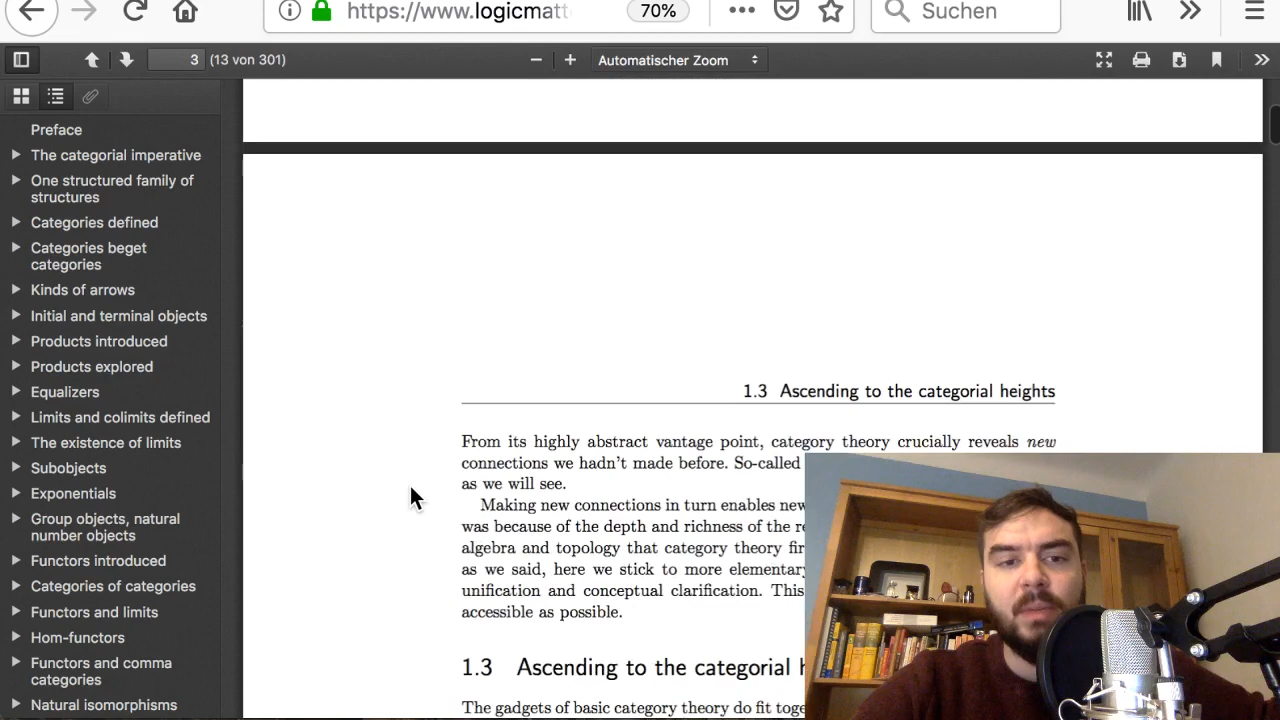 https://www.logicmatt
70%
Suchen
3 (13 von 301)
Automatischer Zoom
Preface
The categorial imperative
One structured family of
structures
Categories defined
Categories beget
categories
Kinds of arrows
Initial and terminal objects
Products introduced
Products explored
Equalizers
Limits and colimits defined
The existence of limits
Subobjects
Exponentials
Group objects, natural
number objects
Functors introduced
Categories of categories
Functors and limits
Hom-functors
Functors and comma
categories
Natural isomorphisms
1.3 Ascending to the categorial heights
From its highly abstract vantage point, category theory crucially reveals new
connections we hadn't made before. So-called
as we will see.
Making new connections in turn enables new
was because of the depth and richness of the re
algebra and topology that category theory fir
as we said, here we stick to more elementary
unification and conceptual clarification. This
accessible as possible.
1.3 Ascending to the categorial h
The gadgets of basic category theory do fit toge